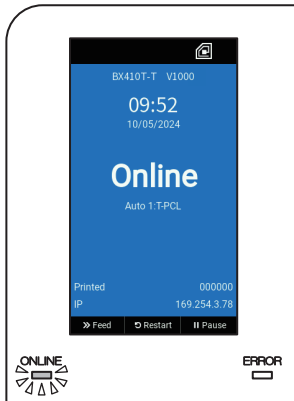 BX410T-T V1000
09:52
10/05/2024
Online
Auto 1:T-PCL
Printed 000000
IP 169.254.3.78
Feed Restart Pause
ONLINE ERROR